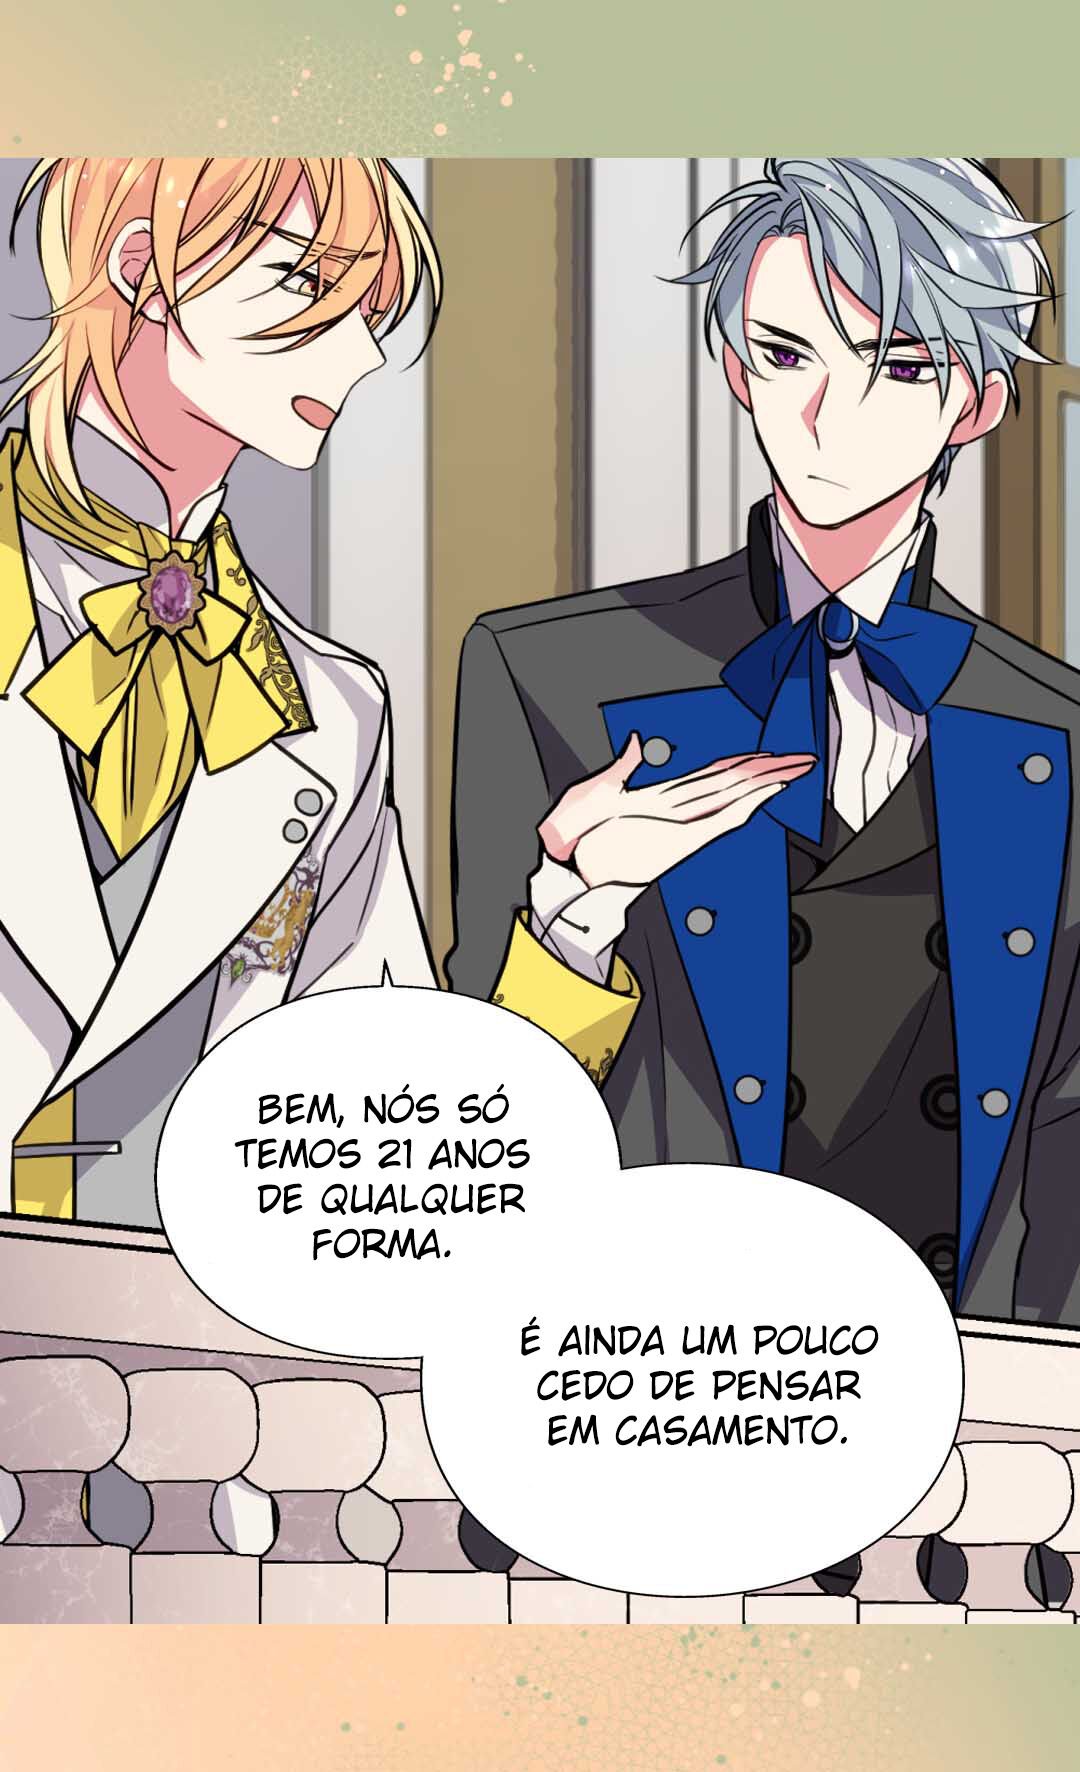 BEM, NÓS SÓ
TEMOS 21 ANOS
DE QUALQUER
FORMA.
É AINDA UM POUCO
CEDO DE PENSAR
EM CASAMENTO.